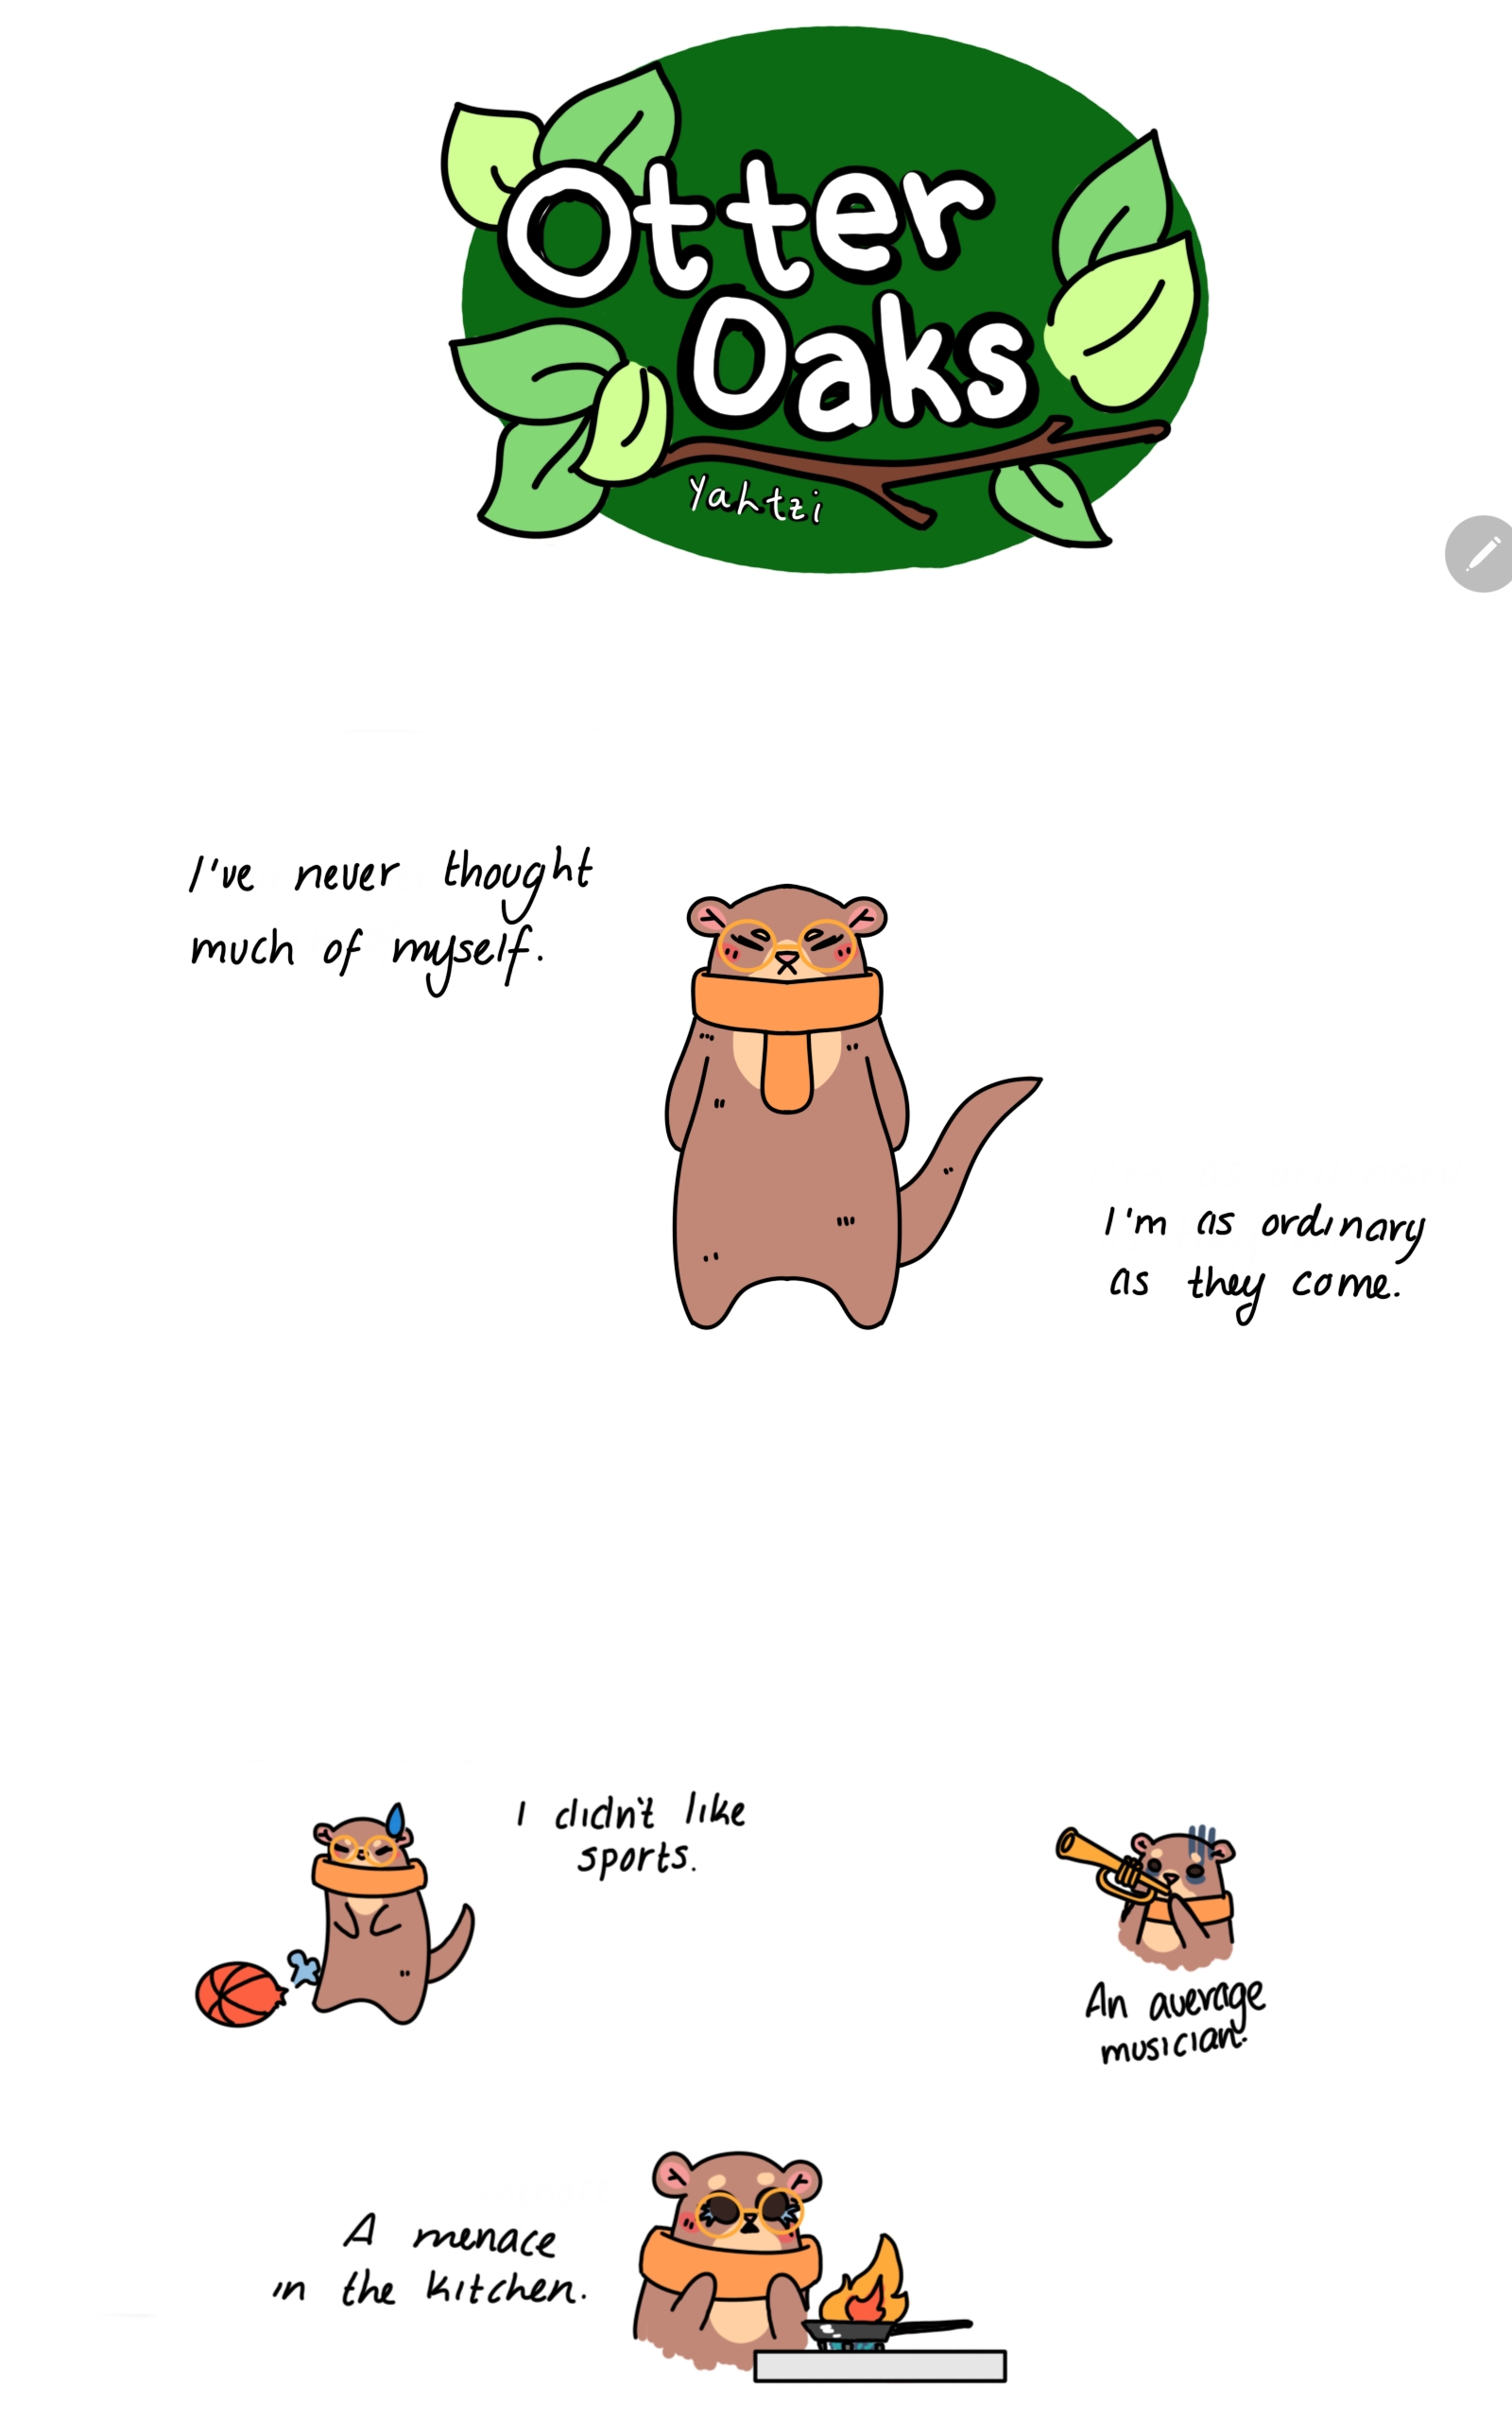 Otter
Oaks
Yahtzi
I've never thought
much of myself.
I'm as ordinary
as they come.
I didn't like
sports.
An average
musician.
A menace
in the kitchen.